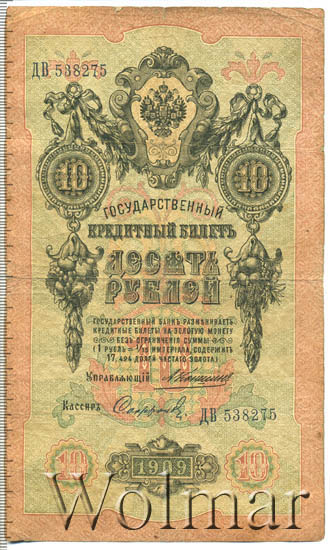 ДВ 538275
10 10
ГОСУДАРСТВЕННЫЙ
КРЕДИТНЫЙ БИЛЕТЪ
ДЕСЯТЬ
РУБЛЕЙ
ГОСУДАРСТВЕННЫЙ БАНКЪ РАЗМѢНИВАЕТЪ
КРЕДИТНЫЕ БИЛЕТЫ НА ЗОЛОТУЮ МОНЕТУ
БЕЗЪ ОГРАНИЧЕНІЯ СУММЫ
(1 РУБЛЬ = 1/15 ИМПЕРІАЛА, СОДЕРЖИТЪ
17,424 ДОЛЕЙ ЧИСТАГО ЗОЛОТА)
УПРАВЛЯЮЩІЙ
КАССИРЪ
ДВ 538275
10 1909 10
Wolmar